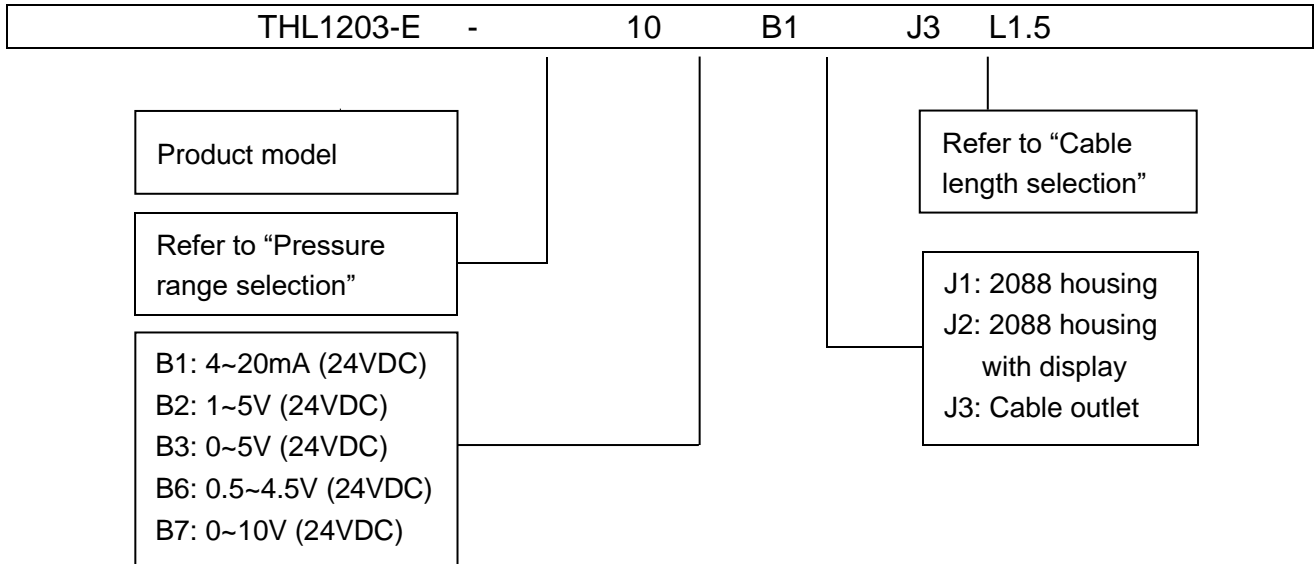 THL1203-E - 10 B1 J3 L1.5
Product model
Refer to “Pressure
range selection”
B1: 4~20mA (24VDC)
B2: 1~5V (24VDC)
B3: 0~5V (24VDC)
B6: 0.5~4.5V (24VDC)
B7: 0~10V (24VDC)
Refer to “Cable
length selection”
J1: 2088 housing
J2: 2088 housing
with display
J3: Cable outlet